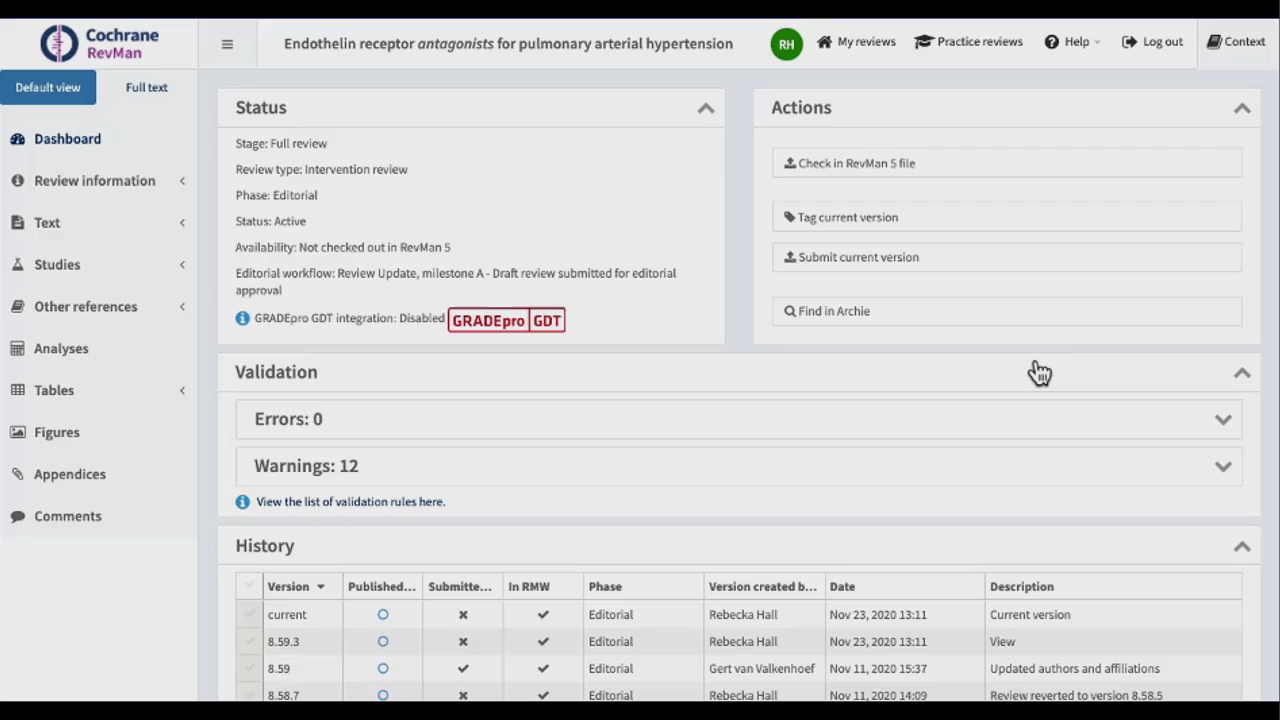 Cochrane
RevMan
Endothelin receptor antagonists for pulmonary arterial hypertension
RH
My reviews
Practice reviews
Help
Log out
Context
Default view
Full text
Dashboard
Review information
Text
Studies
Other references
Analyses
Tables
Figures
Appendices
Comments
Status
Stage: Full review
Review type: Intervention review
Phase: Editorial
Status: Active
Availability: Not checked out in RevMan 5
Editorial workflow: Review Update, milestone A - Draft review submitted for editorial
approval
GRADEpro GDT integration: Disabled GRADEpro GDT
Actions
Check in RevMan 5 file
Tag current version
Submit current version
Find in Archie
Validation
Errors: 0
Warnings: 12
View the list of validation rules here.
History
Version Published... Submitte... In RMW Phase Version created b... Date Description
current Editorial Rebecka Hall Nov 23, 2020 13:11 Current version
8.59.3 Editorial Rebecka Hall Nov 23, 2020 13:11 View
8.59 Editorial Gert van Valkenhoef Nov 11, 2020 15:37 Updated authors and affiliations
8.58.7 Editorial Rebecka Hall Nov 11, 2020 14:09 Review reverted to version 8.58.5